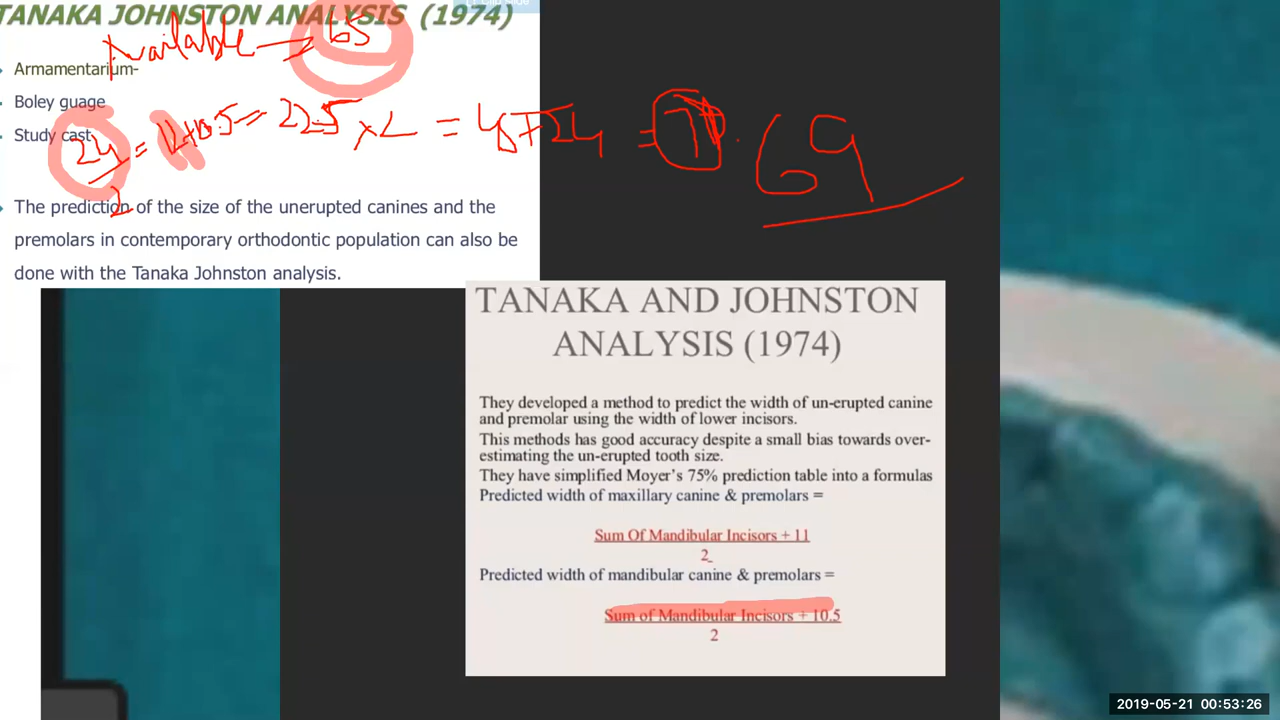 TANAKA JOHNSTON ANALYSIS (1974)
Available → 65
Armamentarium-
Boley guage
Study cast
24/2 = 12+10.5 = 22.5 × 2 = 45+24 =
69
The prediction of the size of the unerupted canines and the
premolars in contemporary orthodontic population can also be
done with the Tanaka Johnston analysis.
TANAKA AND JOHNSTON
ANALYSIS (1974)
They developed a method to predict the width of un-erupted canine
and premolar using the width of lower incisors.
This methods has good accuracy despite a small bias towards over-
estimating the un-erupted tooth size.
They have simplified Moyer's 75% prediction table into a formulas
Predicted width of maxillary canine & premolars =
Sum Of Mandibular Incisors + 11
2
Predicted width of mandibular canine & premolars =
Sum of Mandibular Incisors + 10.5
2
2019-05-21 00:53:26